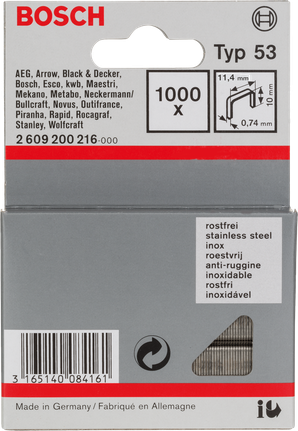 BOSCH
Typ 53
AEG, Arrow, Black & Decker,
Bosch, Esco, kwb, Maestri,
Mekano, Metabo, Neckermann/
Bullcraft, Novus, Outifrance,
Piranha, Rapid, Rocagraf,
Stanley, Wolfcraft
2 609 200 216-000
1000
x
11,4 mm
10 mm
0,74 mm
rostfrei
stainless steel
inox
roestvrij
anti-ruggine
inoxidable
rostfri
inoxidável
3 165140 084161
Made in Germany / Fabriqué en Allemagne